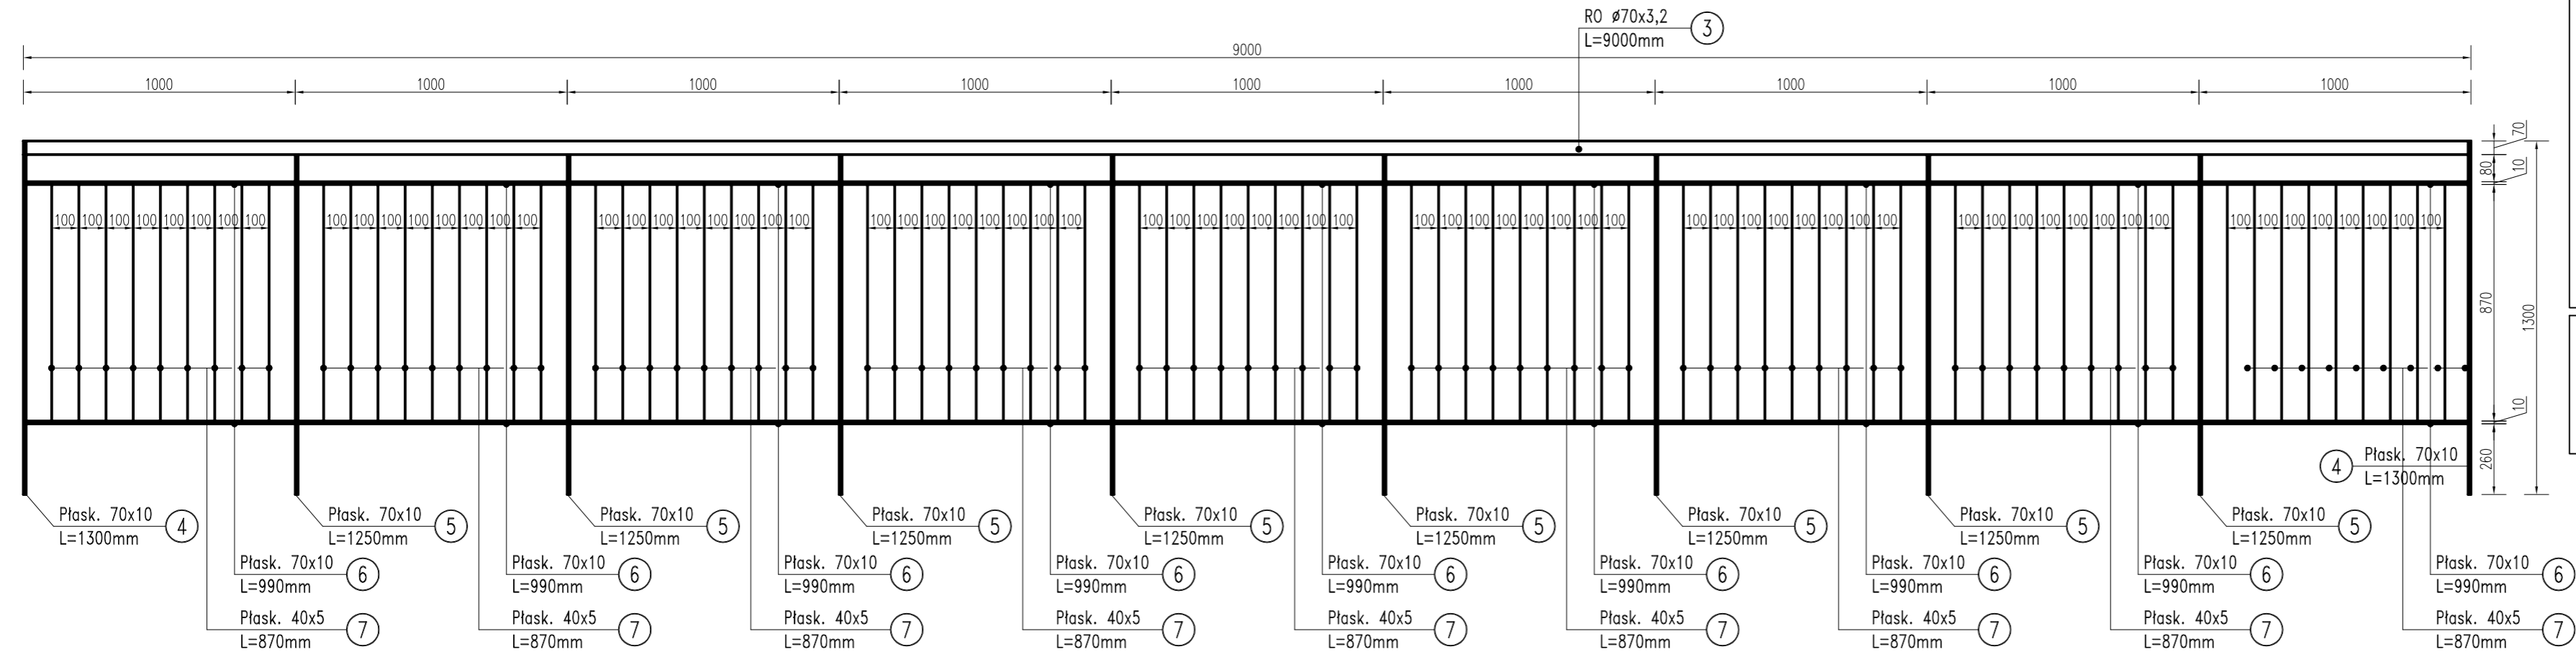 RO ø70x3,2
L=9000mm
3
9000
1000 1000 1000 1000 1000 1000 1000 1000 1000
70
80
10
100 100 100 100 100 100 100 100 100 100 100 100 100 100 100 100 100 100 100 100 100 100 100 100 100 100 100 100 100 100 100 100 100 100 100 100 100 100 100 100 100 100 100 100 100 100 100 100 100 100 100 100 100 100 100 100 100 100 100 100 100 100 100 100 100 100 100 100 100 100 100 100
870
1300
10
260
4 Płask. 70x10
L=1300mm
Płask. 70x10 4 Płask. 70x10 5 Płask. 70x10 5 Płask. 70x10 5 Płask. 70x10 5 Płask. 70x10 5 Płask. 70x10 5 Płask. 70x10 5 Płask. 70x10 5
L=1300mm L=1250mm L=1250mm L=1250mm L=1250mm L=1250mm L=1250mm L=1250mm L=1250mm
Płask. 70x10 6 Płask. 70x10 6 Płask. 70x10 6 Płask. 70x10 6 Płask. 70x10 6 Płask. 70x10 6 Płask. 70x10 6 Płask. 70x10 6 Płask. 70x10 6
L=990mm L=990mm L=990mm L=990mm L=990mm L=990mm L=990mm L=990mm L=990mm
Płask. 40x5 7 Płask. 40x5 7 Płask. 40x5 7 Płask. 40x5 7 Płask. 40x5 7 Płask. 40x5 7 Płask. 40x5 7 Płask. 40x5 7 Płask. 40x5 7
L=870mm L=870mm L=870mm L=870mm L=870mm L=870mm L=870mm L=870mm L=870mm